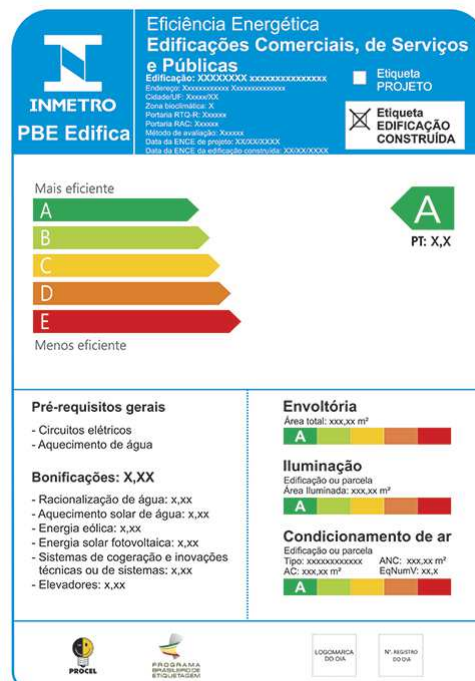 INMETRO
PBE Edifica
Eficiência Energética
Edificações Comerciais, de Serviços
e Públicas
Edificação: XXXXXXXX xxxxxxxxxxxxxxx
Endereço: Xxxxxxxxxxxx Xxxxxxxxxxxxx
Cidade/UF: Xxxxx/XX
Zona bioclimática: X
Portaria RTQ-R: Xxxxxx
Portaria RAC: Xxxxxx
Método de avaliação: Xxxxxx
Data da ENCE de projeto: XX/XX/XXXX
Data da ENCE da edificação construída: XX/XX/XXXX
Etiqueta
PROJETO
Etiqueta
EDIFICAÇÃO
CONSTRUÍDA
Mais eficiente
A
B
C
D
E
Menos eficiente
A
PT: X,X
Pré-requisitos gerais
- Circuitos elétricos
- Aquecimento de água
Bonificações: X,XX
- Racionalização de água: x,xx
- Aquecimento solar de água: x,xx
- Energia eólica: x,xx
- Energia solar fotovoltaica: x,xx
- Sistemas de cogeração e inovações
técnicas ou de sistemas: x,xx
- Elevadores: x,xx
Envoltória
Área total: xxx,xx m²
A
Iluminação
Edificação ou parcela
Área Iluminada: xxx,xx m²
A
Condicionamento de ar
Edificação ou parcela
Tipo: xxxxxxxxxxxx ANC: xxx,xx m²
AC: xxx,xx m² EqNumV: xx,x
A
PROCEL
PROGRAMA
BRASILEIRO DE
ETIQUETAGEM
LOGOMARCA
DO OIA
N°. REGISTRO
DO OIA